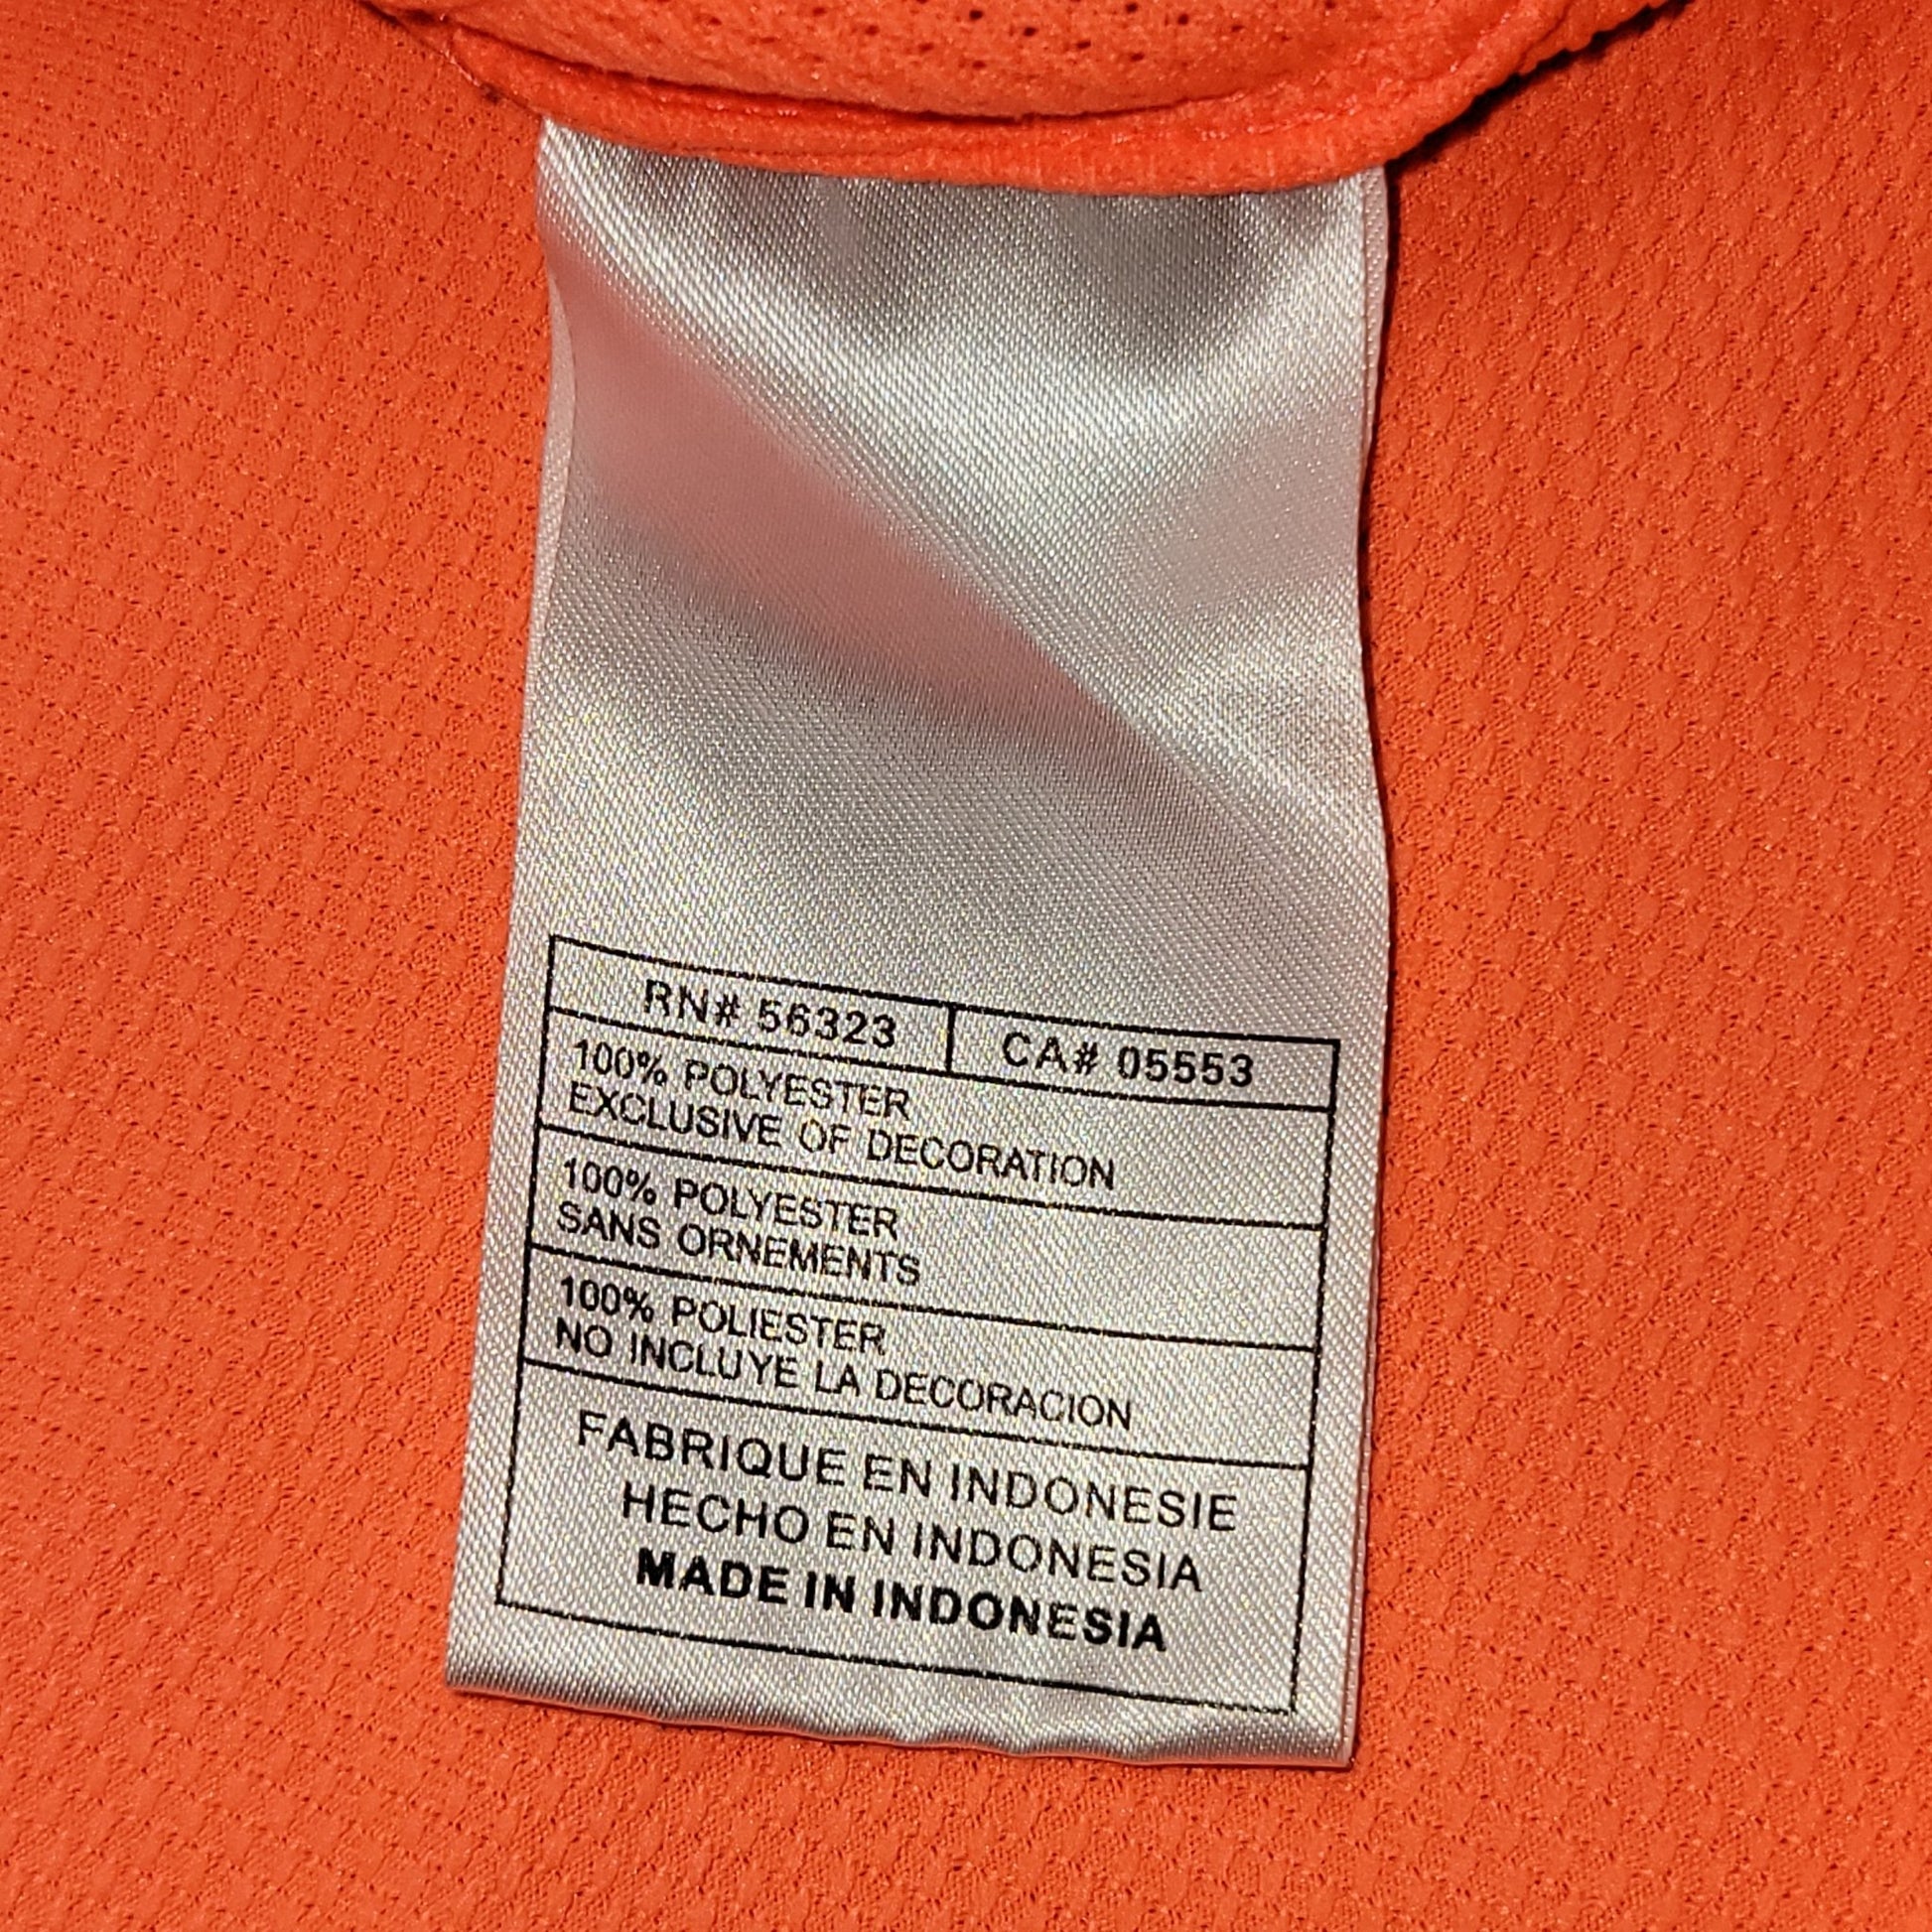 RN# 56323 CA# 05553
100% POLYESTER
EXCLUSIVE OF DECORATION
100% POLYESTER
SANS ORNEMENTS
100% POLIESTER
NO INCLUYE LA DECORACION
FABRIQUE EN INDONESIE
HECHO EN INDONESIA
MADE IN INDONESIA